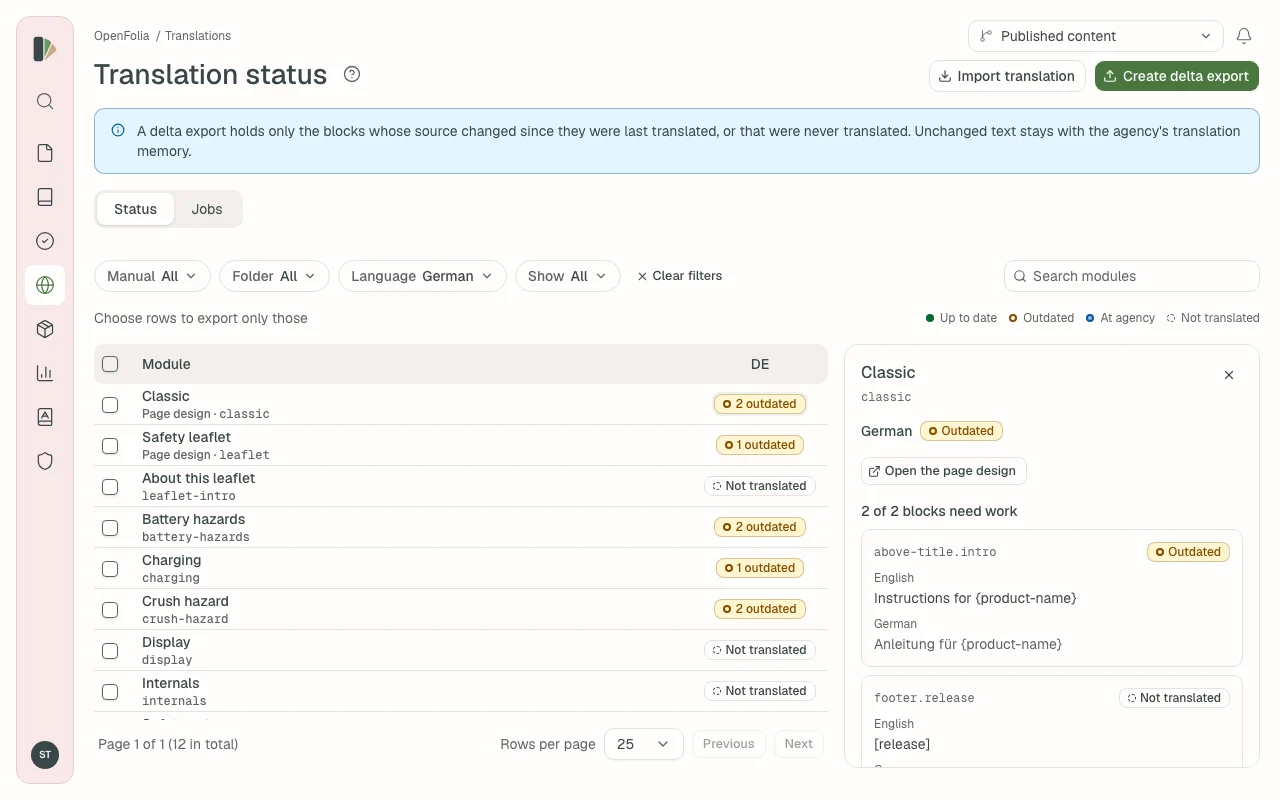 OpenFolia / Translations
Published content
Translation status
Import translation
Create delta export
A delta export holds only the blocks whose source changed since they were last translated, or that were never translated. Unchanged text stays with the agency's translation
memory.
Status
Jobs
Manual All
Folder All
Language German
Show All
Clear filters
Search modules
Choose rows to export only those
Up to date
Outdated
At agency
Not translated
Module
DE
Classic
Page design · classic
2 outdated
Safety leaflet
Page design · leaflet
1 outdated
About this leaflet
leaflet-intro
Not translated
Battery hazards
battery-hazards
2 outdated
Charging
charging
1 outdated
Crush hazard
crush-hazard
2 outdated
Display
display
Not translated
Internals
internals
Not translated
Page 1 of 1 (12 in total)
Rows per page
25
Previous
Next
Classic
classic
German
Outdated
Open the page design
2 of 2 blocks need work
above-title.intro
Outdated
English
Instructions for {product-name}
German
Anleitung für {product-name}
footer.release
Not translated
English
[release]
ST